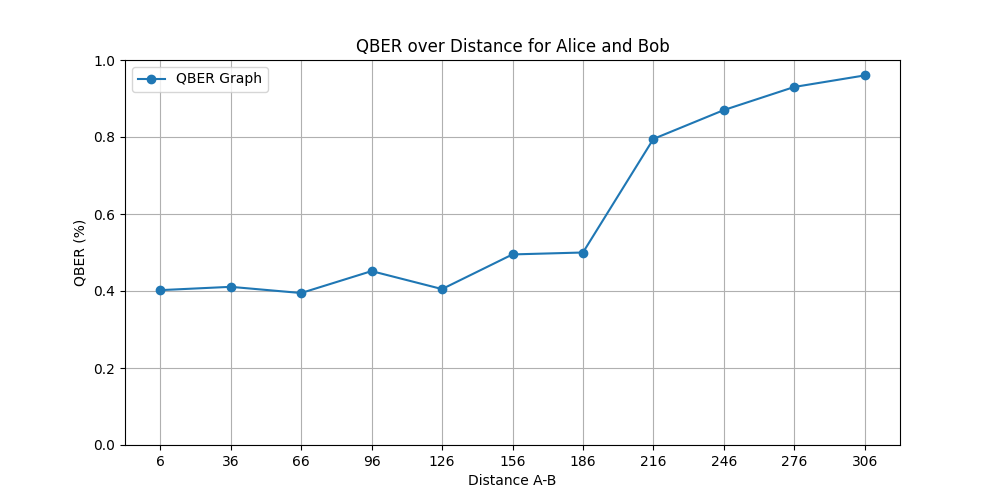 QBER over Distance for Alice and Bob
QBER Graph
QBER (%)
1.0
0.8
0.6
0.4
0.2
0.0
6 36 66 96 126 156 186 216 246 276 306
Distance A-B